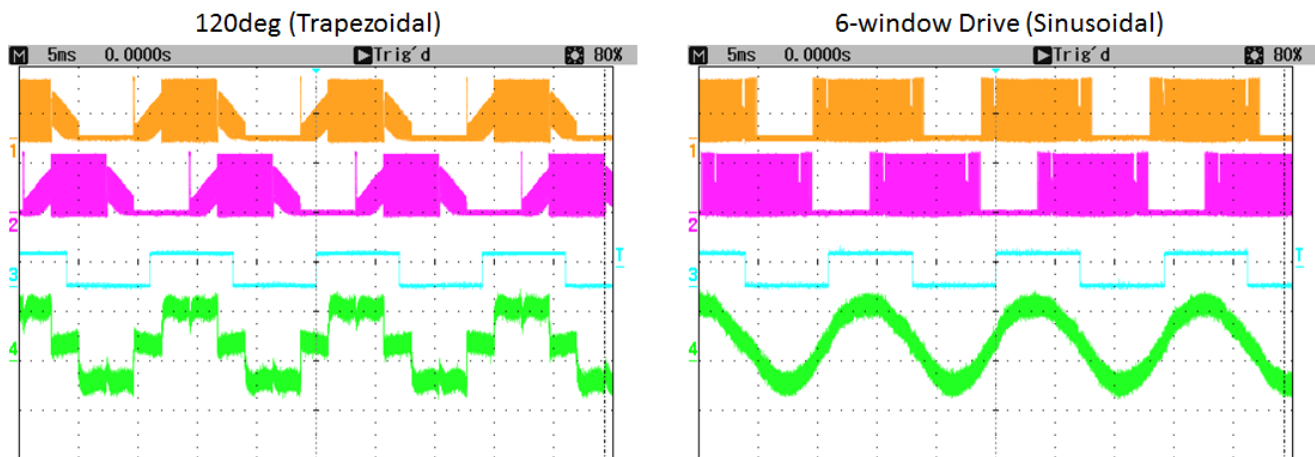 120deg (Trapezoidal)
M 5ms 0.0000s Trig'd 80%
1
2
3
T
4
6-window Drive (Sinusoidal)
M 5ms 0.0000s Trig'd 80%
1
2
3
T
4